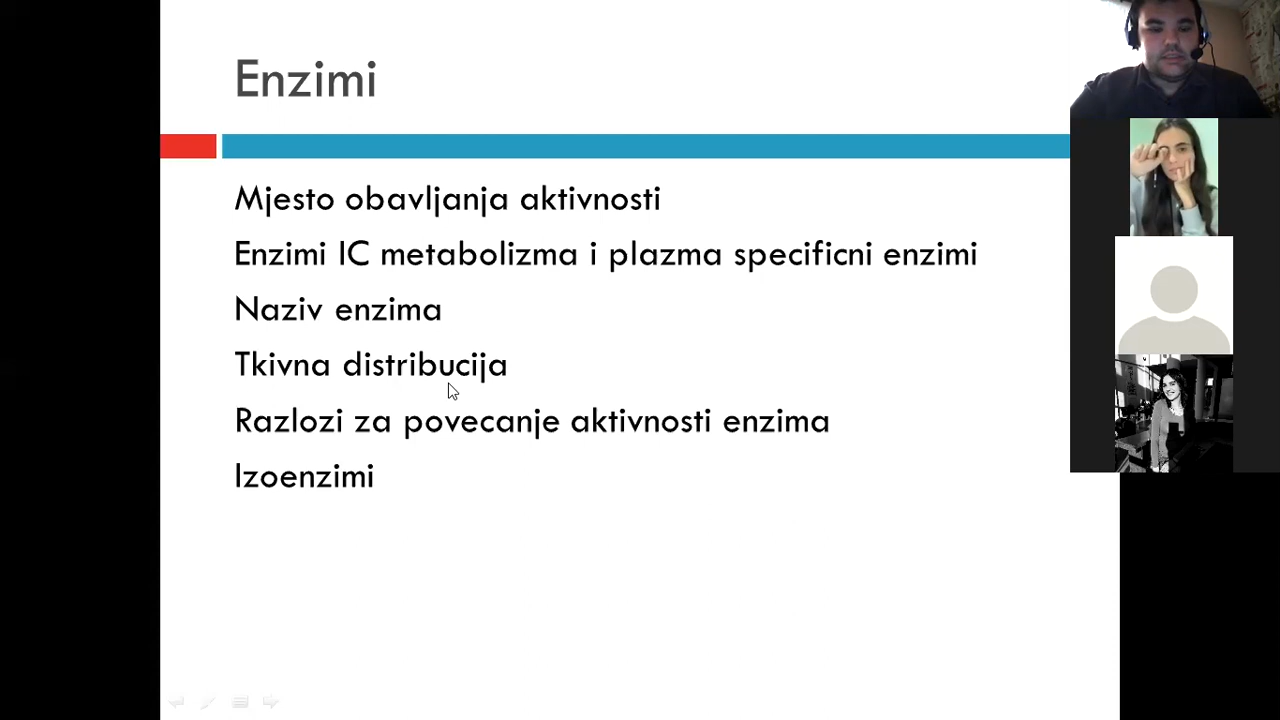 Enzimi
Mjesto obavljanja aktivnosti
Enzimi IC metabolizma i plazma specificni enzimi
Naziv enzima
Tkivna distribucija
Razlozi za povecanje aktivnosti enzima
Izoenzimi